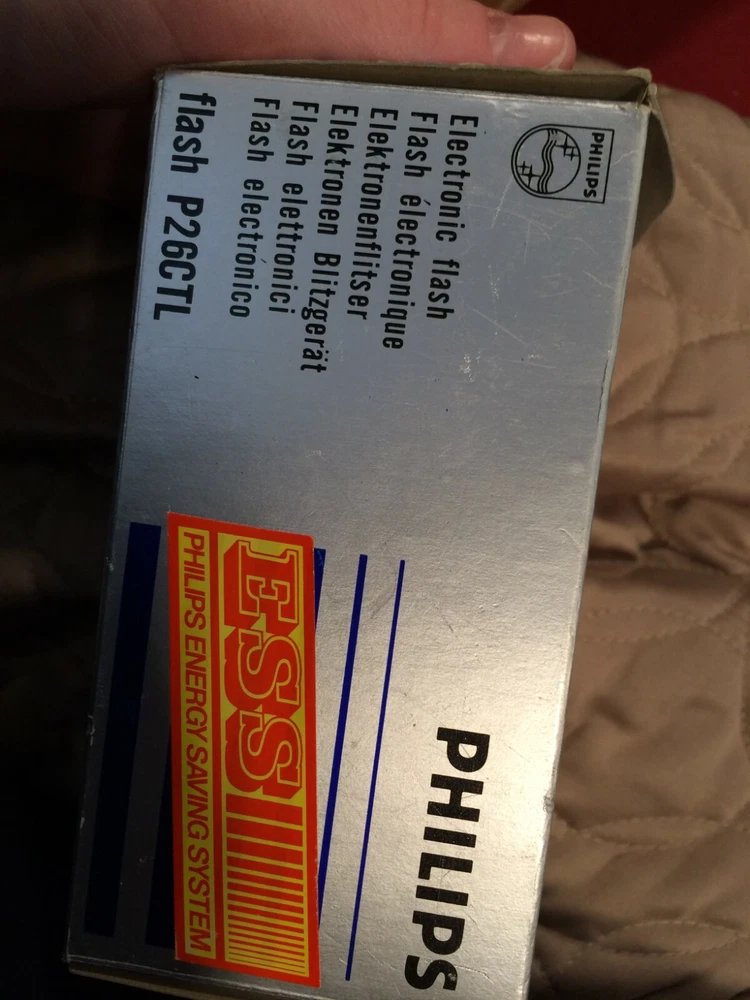 PHILIPS
Electronic flash
Flash électronique
Elektronenflitser
Elektronen Blitzgerät
Flash elettronici
Flash electrónico
flash P26CTL
PHILIPS
ESS
PHILIPS ENERGY SAVING SYSTEM